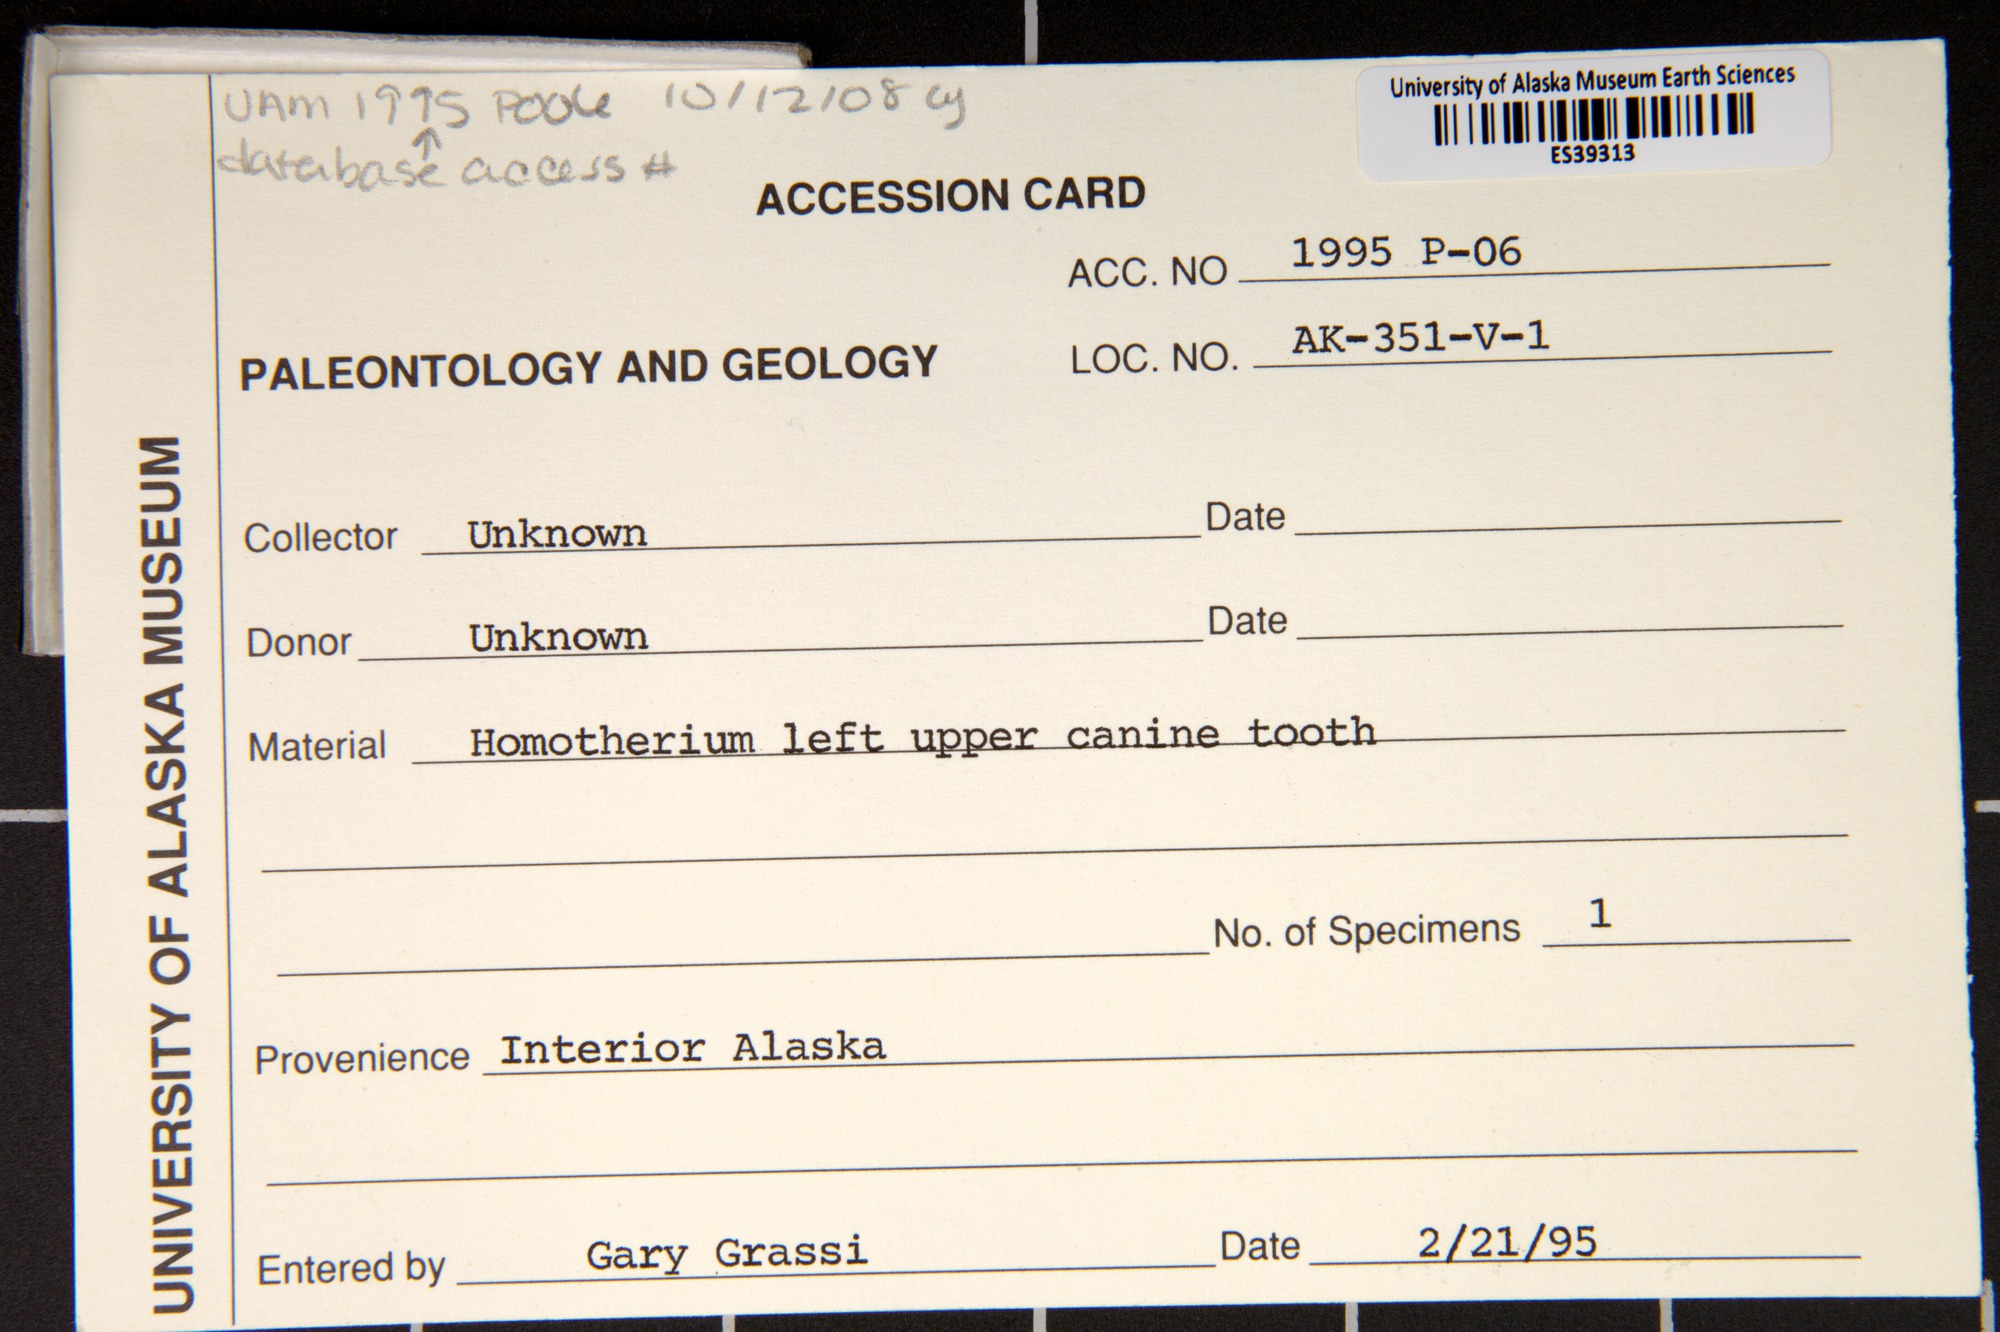 UAM 1995 P006 10/12/08 cy
↑
database access #
University of Alaska Museum Earth Sciences
ES39313
ACCESSION CARD
ACC. NO 1995 P-06
PALEONTOLOGY AND GEOLOGY
LOC. NO. AK-351-V-1
UNIVERSITY OF ALASKA MUSEUM
Collector Unknown Date
Donor Unknown Date
Material Homotherium left upper canine tooth
No. of Specimens 1
Provenience Interior Alaska
Entered by Gary Grassi Date 2/21/95